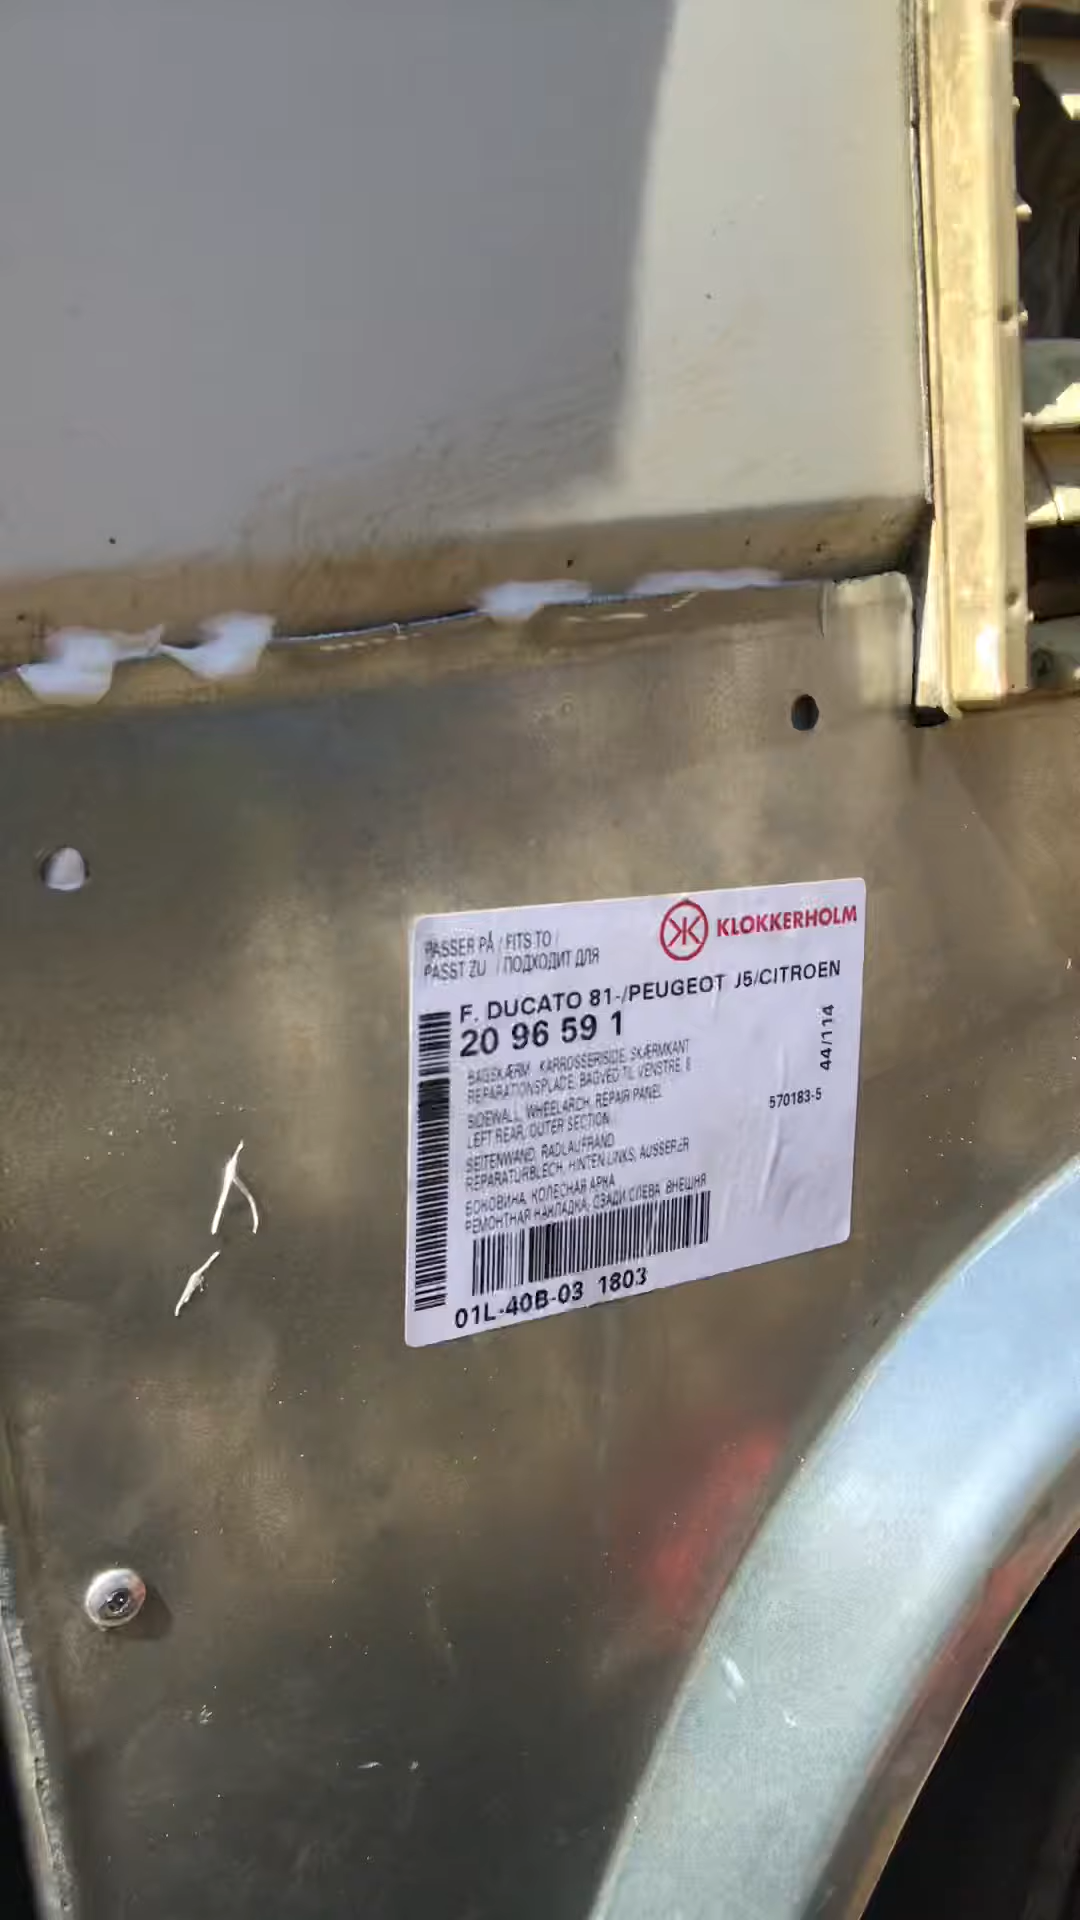 PASSER PÅ / FITS TO /
PASST ZU / ПОДХОДИТ ДЛЯ
KLOKKERHOLM
F. DUCATO 81-/PEUGEOT J5/CITROEN
20 96 59 1
BAGSKÆRM, KARROSSERISIDE, SKÆRMKANT
REPARATIONSPLADE, BAGVED TIL VENSTRE,
SIDEWALL, WHEELARCH, REPAIR PANEL
LEFT REAR, OUTER SECTION
SEITENWAND, RADLAUFRAND
REPARATURBLECH, HINTEN LINKS, ÄUSSERER
БОКОВИНА, КОЛЕСНАЯ АРКА
РЕМОНТНАЯ НАКЛАДКА, СЗАДИ СЛЕВА, ВНЕШНЯ
44/114
570183-5
01L-40B-03 1803